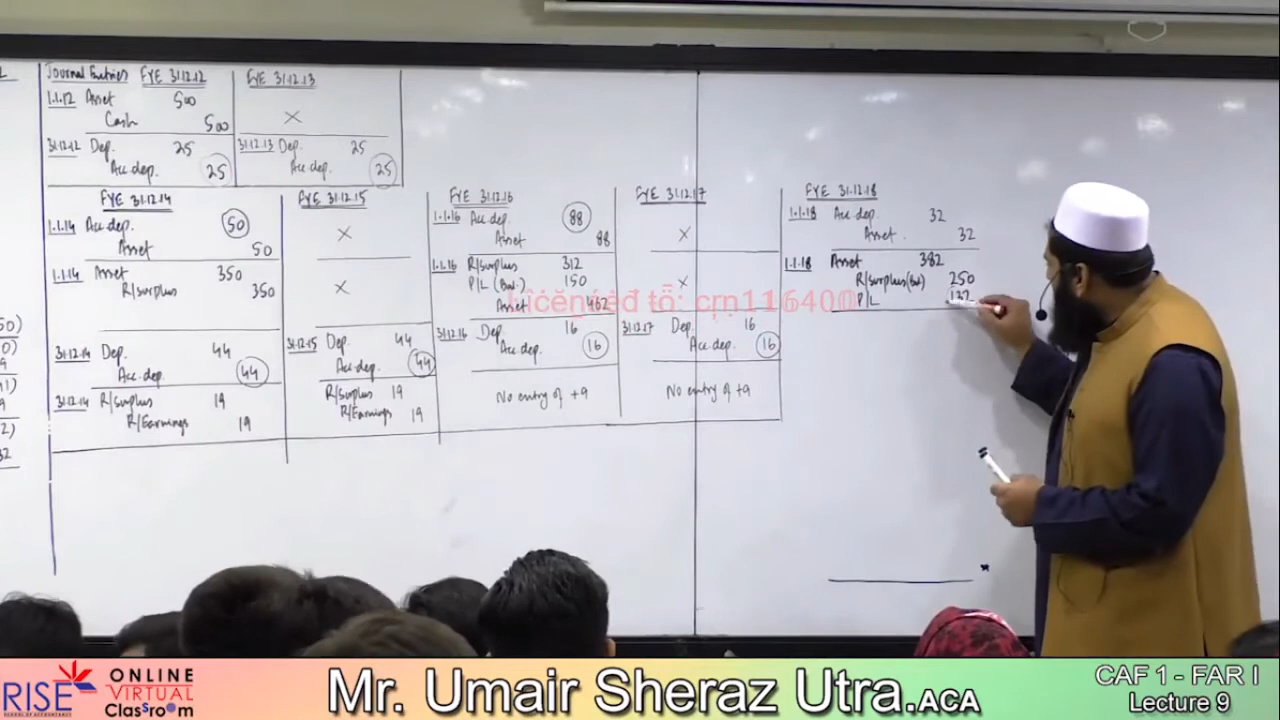 Journal Entries FYE 31.12.12
1.1.12 Asset 500
Cash 500
31.12.12 Dep. 25
Acc.dep. 25
FYE 31.12.13
X
31.12.13 Dep. 25
Acc.dep. 25
FYE 31.12.14
1.1.14 Acc.dep. 50
Asset 50
1.1.14 Asset 350
R/surplus 350
31.12.14 Dep. 44
Acc.dep. 44
31.12.14 R/surplus 19
R/Earnings 19
FYE 31.12.15
X
X
31.12.15 Dep. 44
Acc.dep. 44
R/surplus 19
R/Earnings 19
FYE 31.12.16
1.1.16 Acc.dep. 88
Asset 88
1.1.16 R/surplus 312
P/L (Bal.) 150
Asset 462
31.12.16 Dep. 16
Acc.dep. 16
No entry of +9
FYE 31.12.17
X
X
31.12.17 Dep. 16
Acc.dep. 16
No entry of +9
FYE 31.12.18
1.1.18 Acc.dep. 32
Asset. 32
1.1.18 Asset 382
R/surplus (Bal) 250
P/L 132
50)
0)
9
2)
32
RISE
SCHOOL OF ACCOUNTANCY
ONLINE
VIRTUAL
Classroom
Mr. Umair Sheraz Utra.ACA
CAF 1 - FAR I
Lecture 9